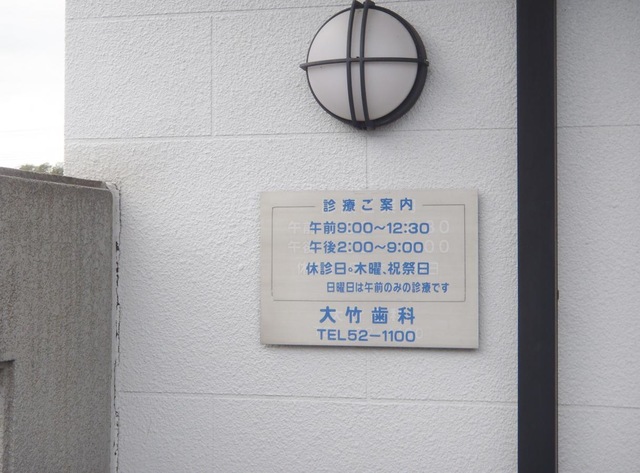 診療ご案内
午前9:00〜12:30
午後2:00〜9:00
休診日。木曜、祝祭日
日曜日は午前のみの診療です
大竹歯科
TEL52-1100